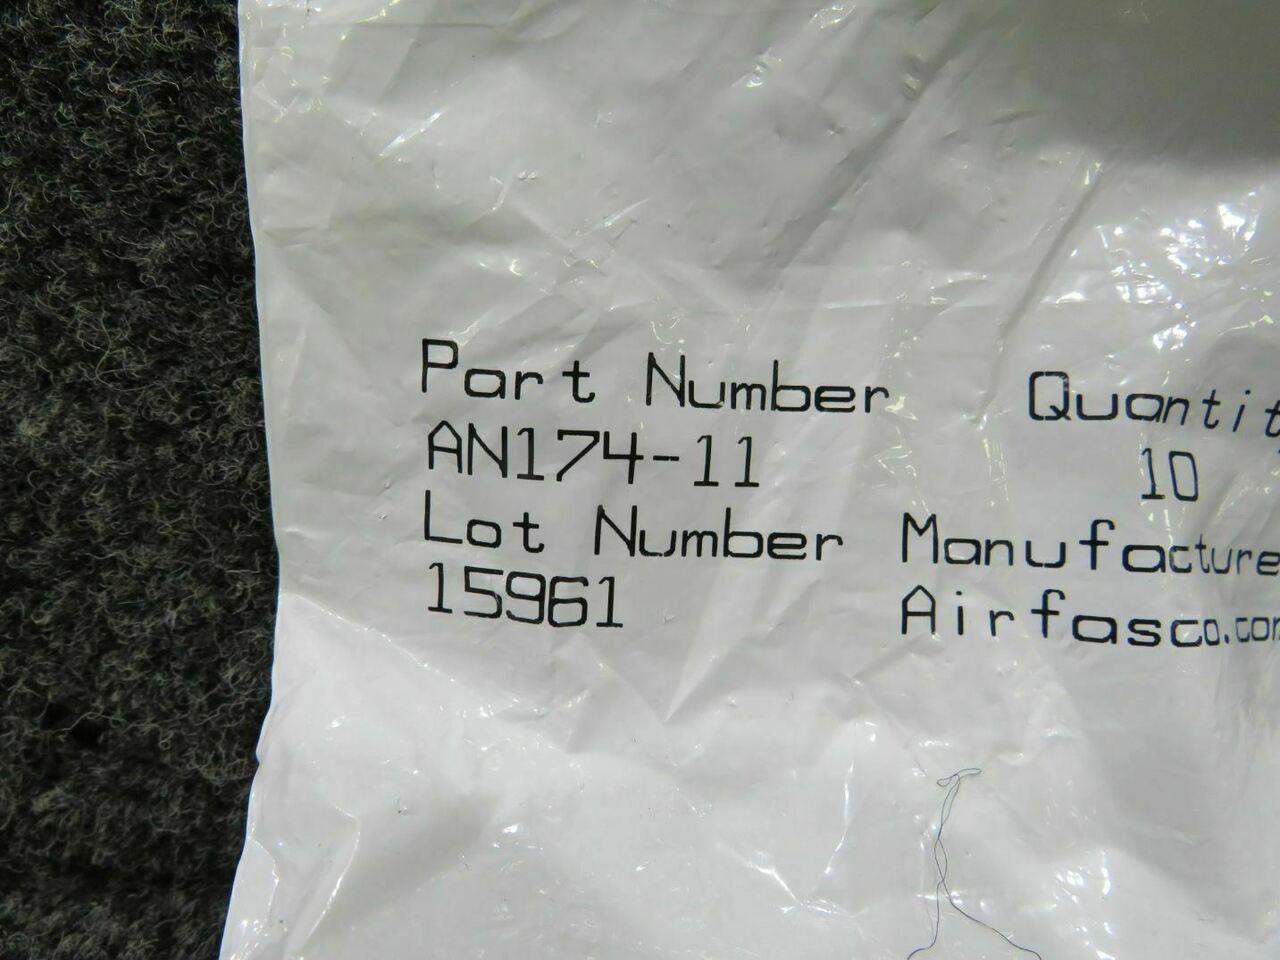 Part Number Quantit
AN174-11 10
Lot Number Manufacture
15961 Airfasco.com